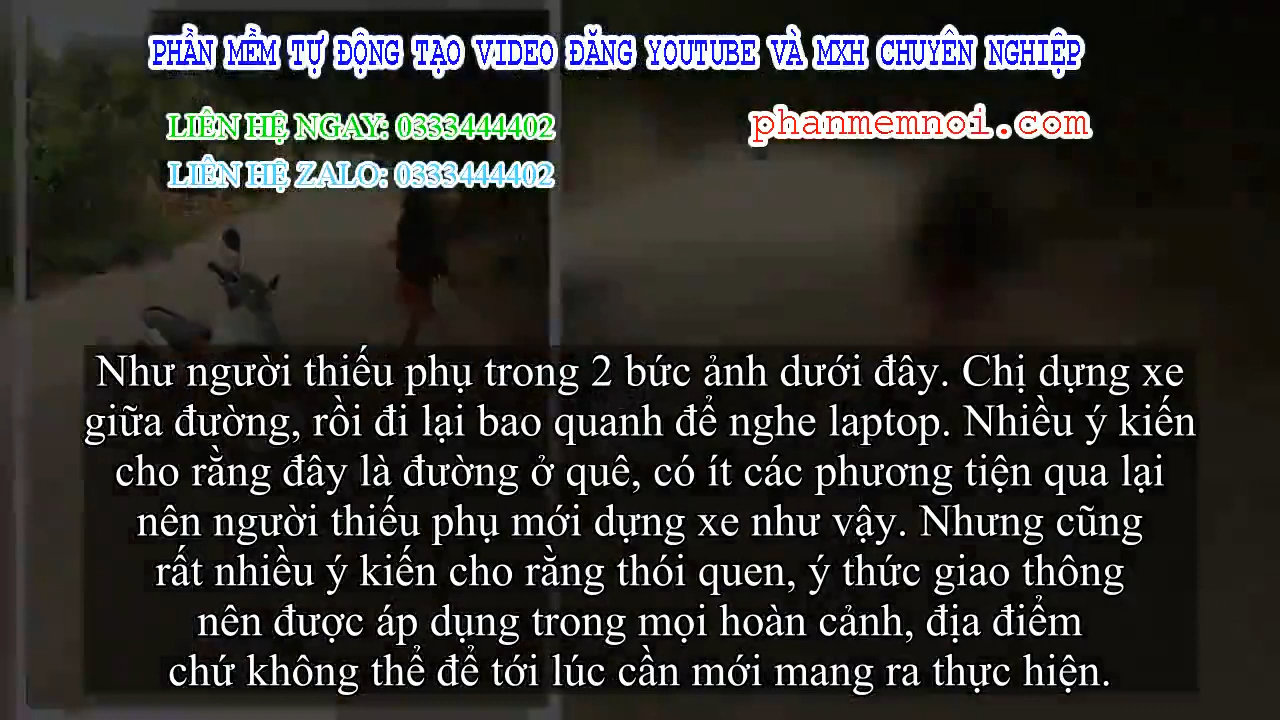 PHẦN MỀM TỰ ĐỘNG TẠO VIDEO ĐĂNG YOUTUBE VÀ MXH CHUYÊN NGHIỆP
LIÊN HỆ NGAY: 0333444402
phanmemnoi.com
LIÊN HỆ ZALO: 0333444402
Như người thiếu phụ trong 2 bức ảnh dưới đây. Chị dựng xe
giữa đường, rồi đi lại bao quanh để nghe laptop. Nhiều ý kiến
cho rằng đây là đường ở quê, có ít các phương tiện qua lại
nên người thiếu phụ mới dựng xe như vậy. Nhưng cũng
rất nhiều ý kiến cho rằng thói quen, ý thức giao thông
nên được áp dụng trong mọi hoàn cảnh, địa điểm
chứ không thể để tới lúc cần mới mang ra thực hiện.